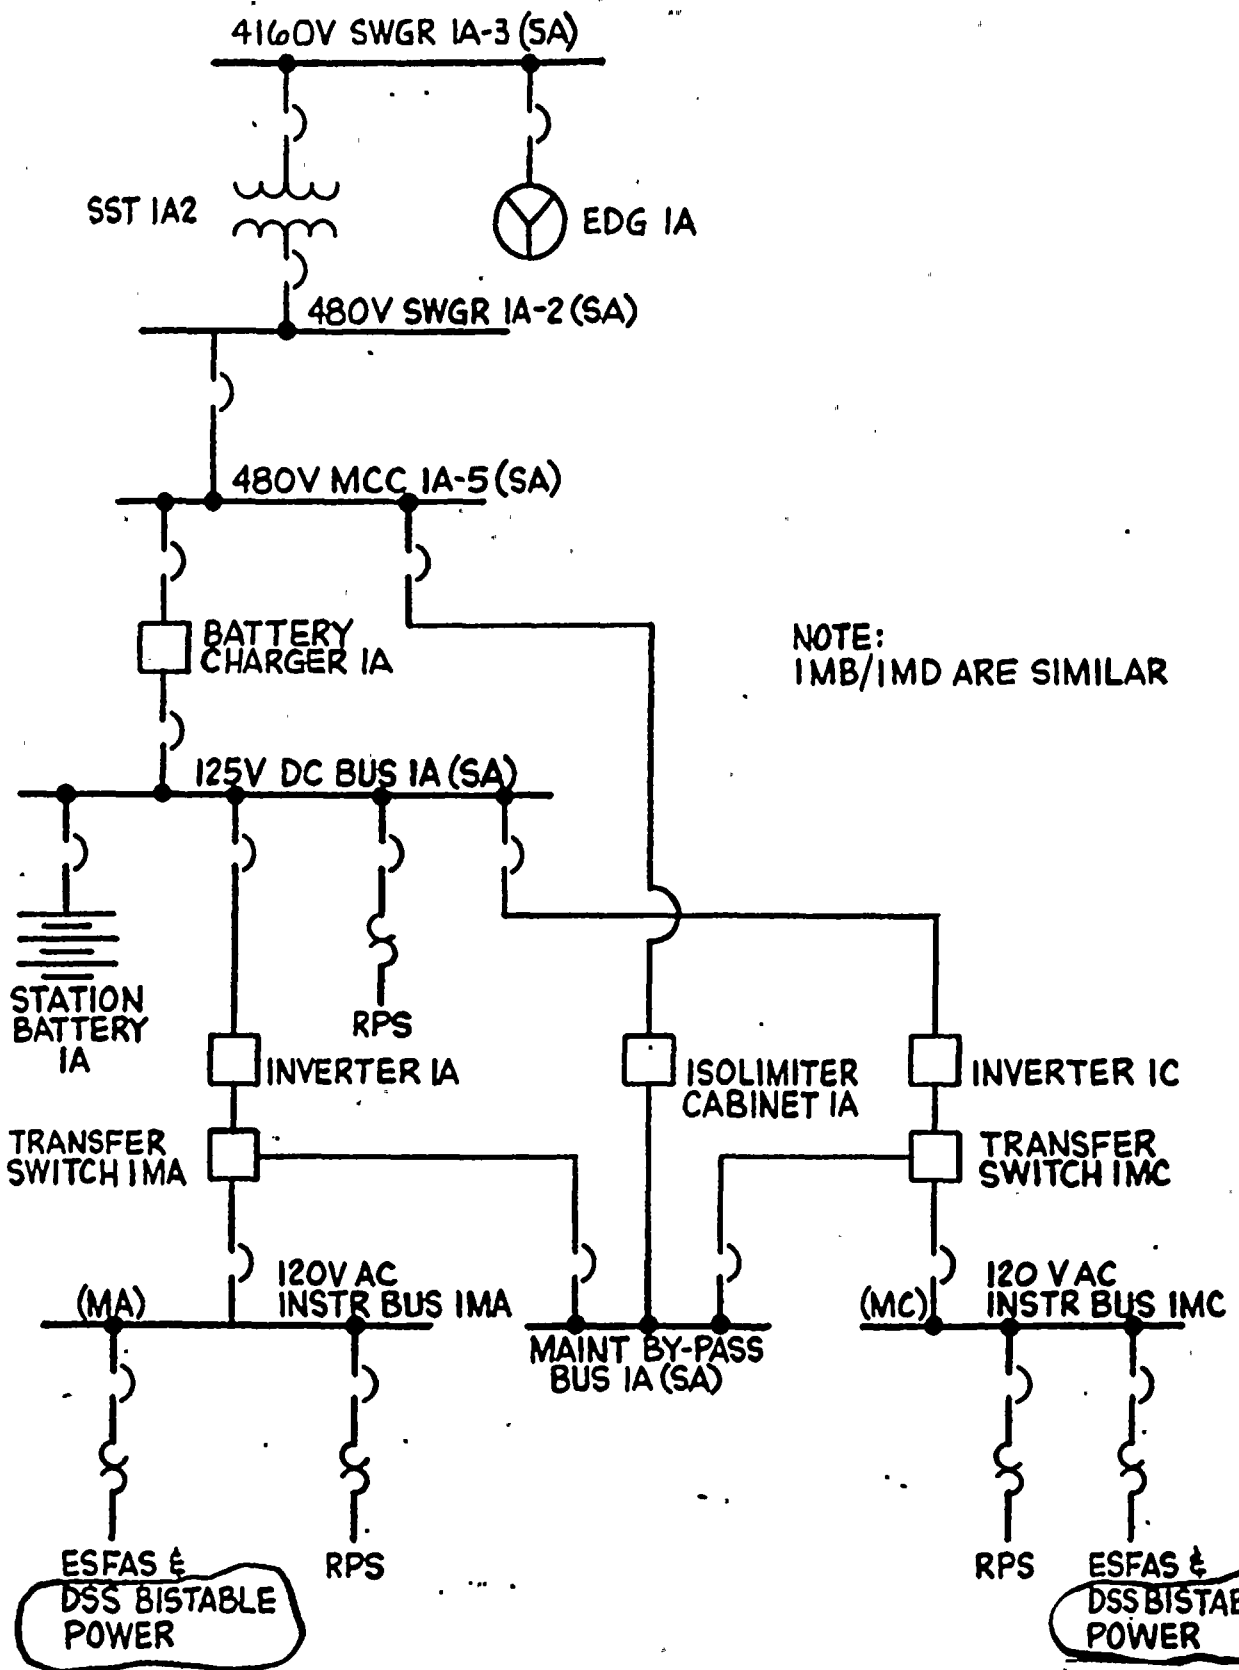 4160V SWGR 1A-3 (SA)
SST 1A2
EDG 1A
480V SWGR 1A-2 (SA)
480V MCC 1A-5 (SA)
BATTERY
CHARGER 1A
NOTE:
1MB/1MD ARE SIMILAR
125V DC BUS 1A (SA)
STATION
BATTERY
1A
RPS
INVERTER 1A
ISOLIMITER
CABINET 1A
INVERTER 1C
TRANSFER
SWITCH 1MA
TRANSFER
SWITCH 1MC
(MA)
120V AC
INSTR BUS 1MA
MAINT BY-PASS
BUS 1A (SA)
(MC)
120 V AC
INSTR BUS 1MC
ESFAS &
DSS BISTABLE
POWER
RPS
RPS
ESFAS &
DSS BISTAB
POWER